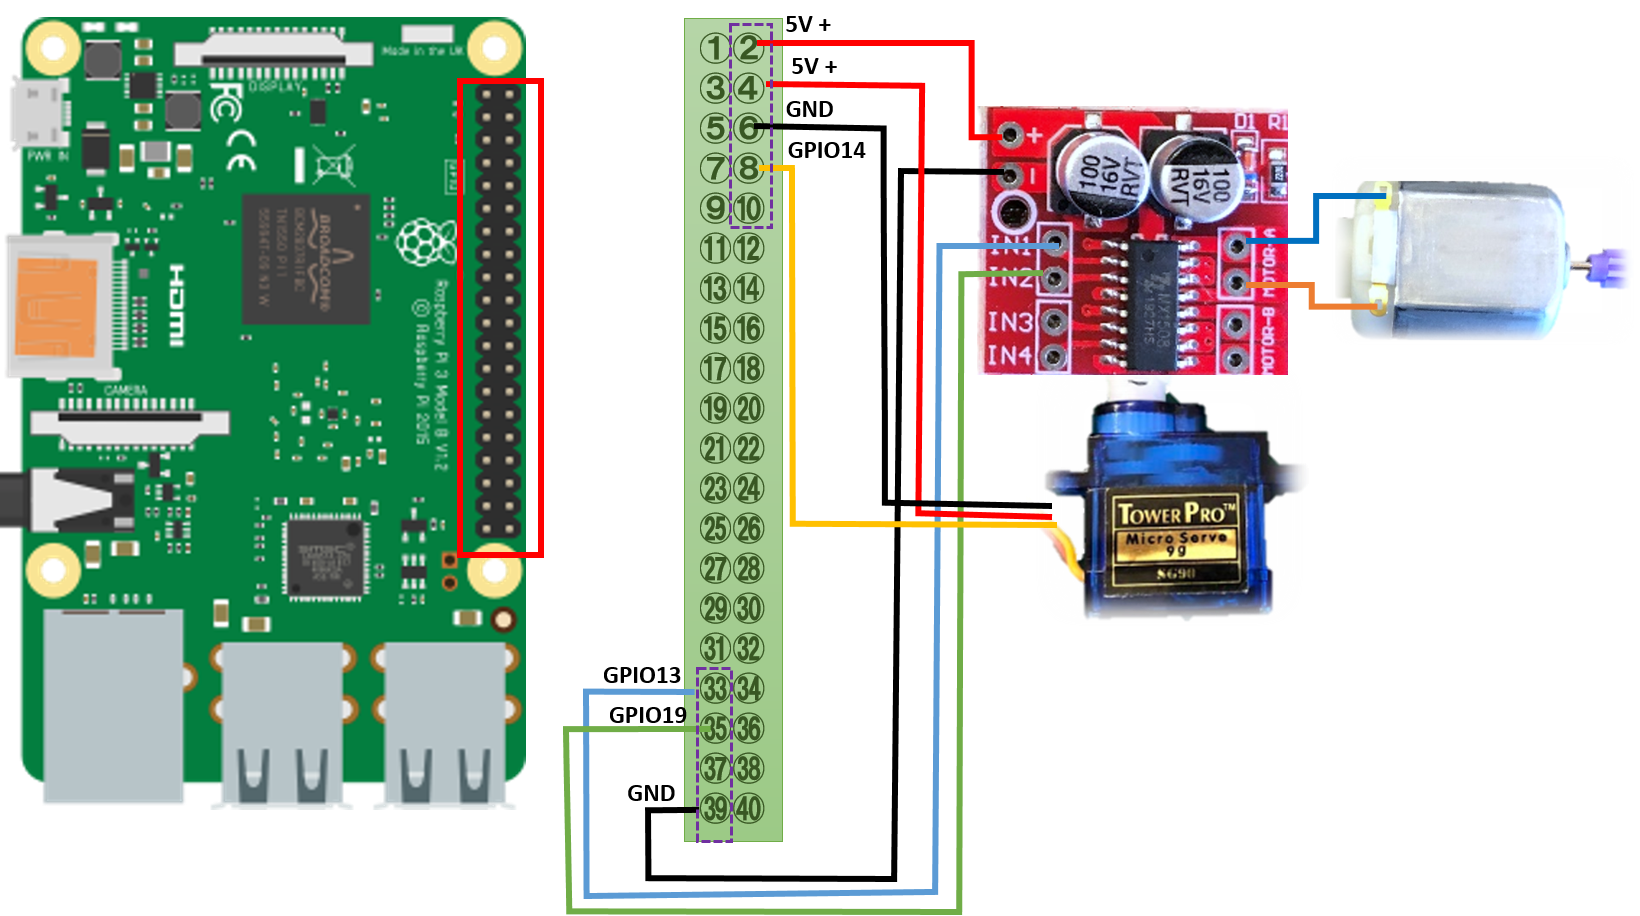 Made in the UK
DISPLAY
FC
CE
PWR IN
BROADCOM
HDMI
Raspberry Pi 3 Model B V1.2
© Raspberry Pi 2015
CAMERA
5V +
5V +
GND
GPIO14
1 2
3 4
5 6
7 8
9 10
11 12
13 14
15 16
17 18
19 20
21 22
23 24
25 26
27 28
29 30
31 32
33 34
35 36
37 38
39 40
GPIO13
GPIO19
GND
+
-
100
16V
RVT
100
16V
RVT
D1
R1
IN1
IN2
IN3
IN4
MOTOR-A
MOTOR-B
TOWER PRO™
Micro Servo
9g
SG90